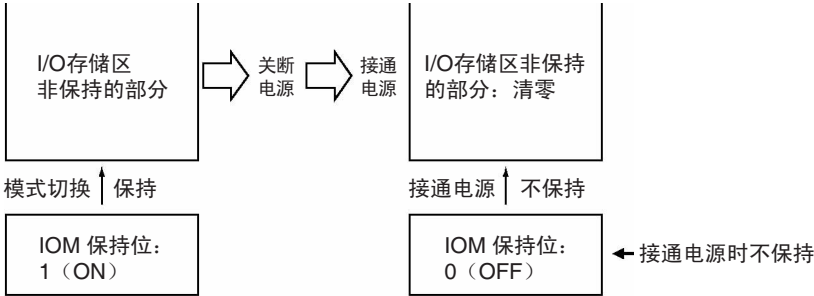 I/O存储区
非保持的部分
关断
电源
接通
电源
I/O存储区非保持
的部分：清零
模式切换 保持
接通电源 不保持
IOM 保持位：
1（ON）
IOM 保持位：
0（OFF）
接通电源时不保持